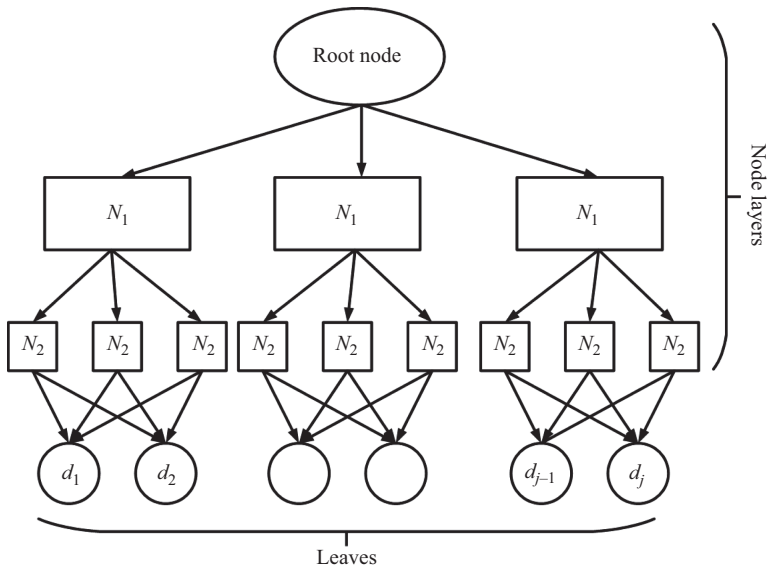 Root node
Node layers
N1 N1 N1
N2 N2 N2 N2 N2 N2 N2 N2 N2
d1 d2 dj–1 dj
Leaves